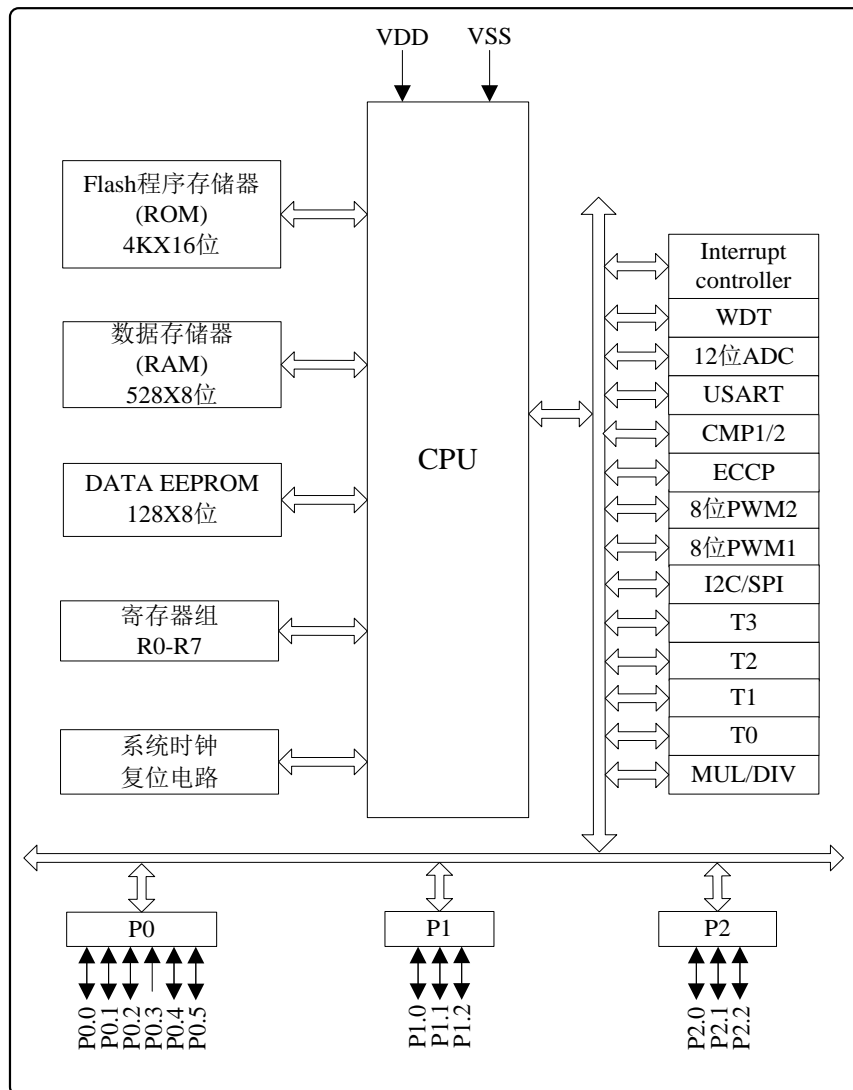 VDD
VSS
Flash程序存储器
(ROM)
4KX16位
数据存储器
(RAM)
528X8位
DATA EEPROM
128X8位
寄存器组
R0-R7
系统时钟
复位电路
CPU
Interrupt
controller
WDT
12位ADC
USART
CMP1/2
ECCP
8位PWM2
8位PWM1
I2C/SPI
T3
T2
T1
T0
MUL/DIV
P0
P1
P2
P0.0
P0.1
P0.2
P0.3
P0.4
P0.5
P1.0
P1.1
P1.2
P2.0
P2.1
P2.2